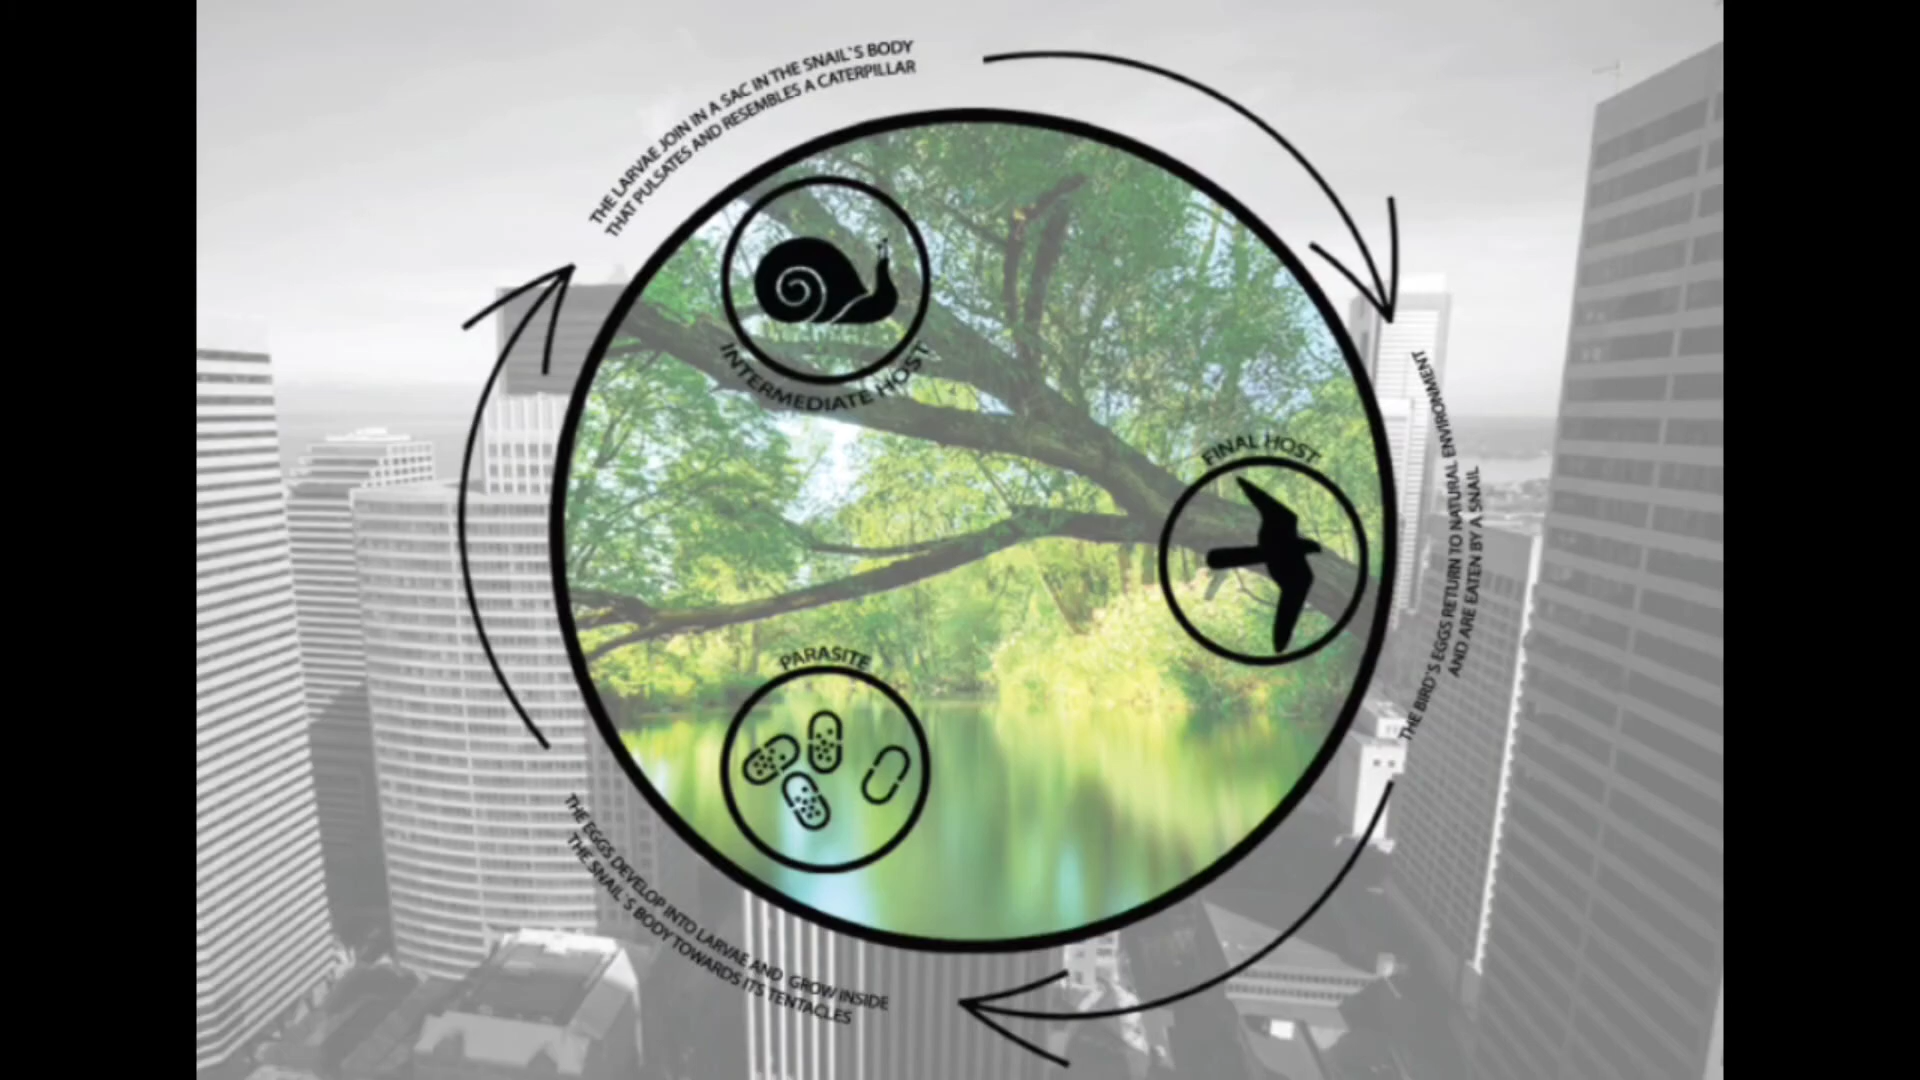 THE LARVAE JOIN IN A SAC IN THE SNAIL`S BODY
THAT PULSATES AND RESEMBLES A CATERPILLAR
INTERMEDIATE HOST
FINAL HOST
THE BIRD`S EGGS RETURN TO NATURAL ENVIRONMENT
AND ARE EATEN BY A SNAIL
PARASITE
THE EGGS DEVELOP INTO LARVAE AND GROW INSIDE
THE SNAIL`S BODY TOWARDS ITS TENTACLES